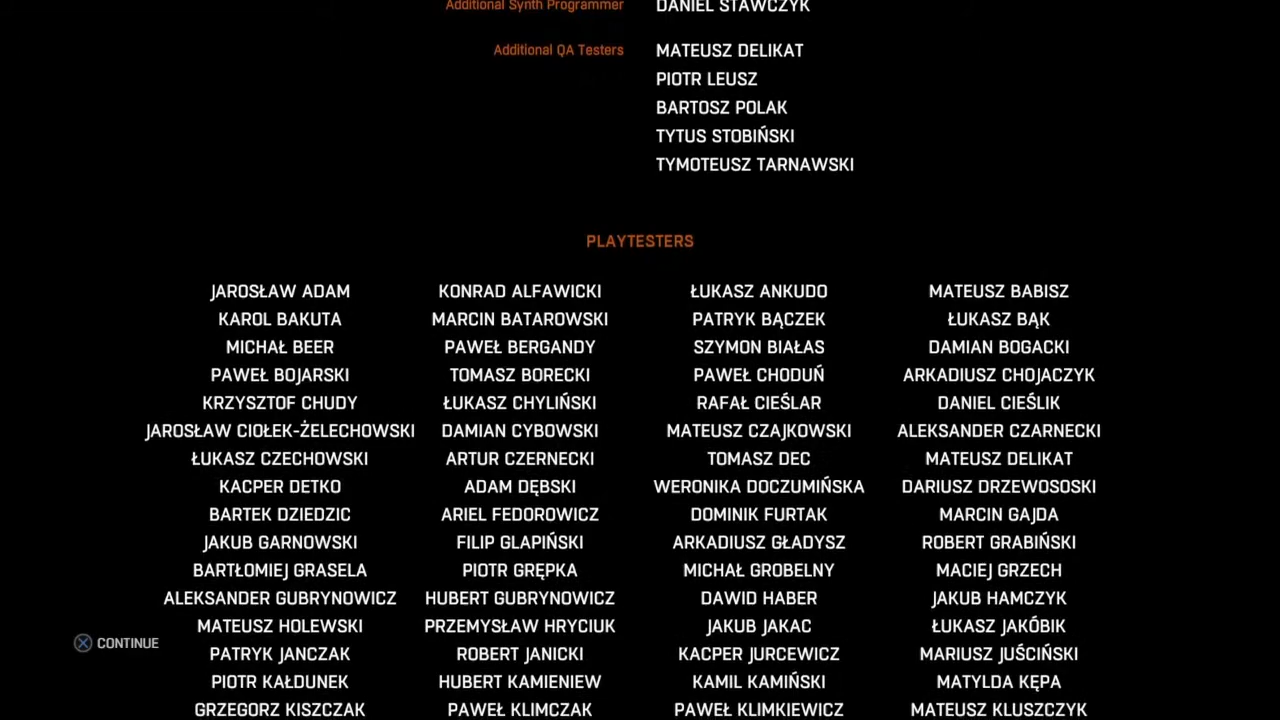 Additional Synth Programmer DANIEL STAWCZYK
Additional QA Testers MATEUSZ DELIKAT
PIOTR LEUSZ
BARTOSZ POLAK
TYTUS STOBIŃSKI
TYMOTEUSZ TARNAWSKI
PLAYTESTERS
JAROSŁAW ADAM KONRAD ALFAWICKI ŁUKASZ ANKUDO MATEUSZ BABISZ
KAROL BAKUTA MARCIN BATAROWSKI PATRYK BĄCZEK ŁUKASZ BĄK
MICHAŁ BEER PAWEŁ BERGANDY SZYMON BIAŁAS DAMIAN BOGACKI
PAWEŁ BOJARSKI TOMASZ BORECKI PAWEŁ CHODUŃ ARKADIUSZ CHOJACZYK
KRZYSZTOF CHUDY ŁUKASZ CHYLIŃSKI RAFAŁ CIEŚLAR DANIEL CIEŚLIK
JAROSŁAW CIOŁEK-ŻELECHOWSKI DAMIAN CYBOWSKI MATEUSZ CZAJKOWSKI ALEKSANDER CZARNECKI
ŁUKASZ CZECHOWSKI ARTUR CZERNECKI TOMASZ DEC MATEUSZ DELIKAT
KACPER DETKO ADAM DĘBSKI WERONIKA DOCZUMIŃSKA DARIUSZ DRZEWOSOSKI
BARTEK DZIEDZIC ARIEL FEDOROWICZ DOMINIK FURTAK MARCIN GAJDA
JAKUB GARNOWSKI FILIP GLAPIŃSKI ARKADIUSZ GŁADYSZ ROBERT GRABIŃSKI
BARTŁOMIEJ GRASELA PIOTR GRĘPKA MICHAŁ GROBELNY MACIEJ GRZECH
ALEKSANDER GUBRYNOWICZ HUBERT GUBRYNOWICZ DAWID HABER JAKUB HAMCZYK
MATEUSZ HOLEWSKI PRZEMYSŁAW HRYCIUK JAKUB JAKAC ŁUKASZ JAKÓBIK
CONTINUE
PATRYK JANCZAK ROBERT JANICKI KACPER JURCEWICZ MARIUSZ JUŚCIŃSKI
PIOTR KAŁDUNEK HUBERT KAMIENIEW KAMIL KAMIŃSKI MATYLDA KĘPA
GRZEGORZ KISZCZAK PAWEŁ KLIMCZAK PAWEŁ KLIMKIEWICZ MATEUSZ KLUSZCZYK